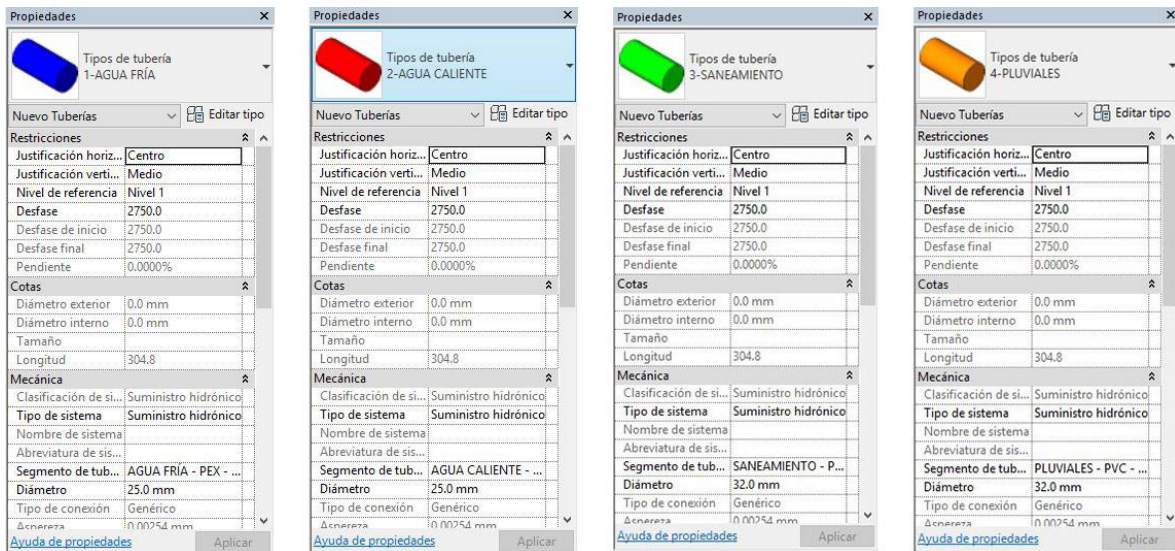 Propiedades ×
Tipos de tubería
1-AGUA FRÍA
Nuevo Tuberías Editar tipo
Restricciones
Justificación horiz... Centro
Justificación verti... Medio
Nivel de referencia Nivel 1
Desfase 2750.0
Desfase de inicio 2750.0
Desfase final 2750.0
Pendiente 0.0000%
Cotas
Diámetro exterior 0.0 mm
Diámetro interno 0.0 mm
Tamaño
Longitud 304.8
Mecánica
Clasificación de si... Suministro hidrónico
Tipo de sistema Suministro hidrónico
Nombre de sistema
Abreviatura de sis...
Segmento de tub... AGUA FRÍA - PEX - ...
Diámetro 25.0 mm
Tipo de conexión Genérico
Aspereza 0.00254 mm
Ayuda de propiedades Aplicar
Propiedades ×
Tipos de tubería
2-AGUA CALIENTE
Nuevo Tuberías Editar tipo
Restricciones
Justificación horiz... Centro
Justificación verti... Medio
Nivel de referencia Nivel 1
Desfase 2750.0
Desfase de inicio 2750.0
Desfase final 2750.0
Pendiente 0.0000%
Cotas
Diámetro exterior 0.0 mm
Diámetro interno 0.0 mm
Tamaño
Longitud 304.8
Mecánica
Clasificación de si... Suministro hidrónico
Tipo de sistema Suministro hidrónico
Nombre de sistema
Abreviatura de sis...
Segmento de tub... AGUA CALIENTE - ...
Diámetro 25.0 mm
Tipo de conexión Genérico
Aspereza 0.00254 mm
Ayuda de propiedades Aplicar
Propiedades ×
Tipos de tubería
3-SANEAMIENTO
Nuevo Tuberías Editar tipo
Restricciones
Justificación horiz... Centro
Justificación verti... Medio
Nivel de referencia Nivel 1
Desfase 2750.0
Desfase de inicio 2750.0
Desfase final 2750.0
Pendiente 0.0000%
Cotas
Diámetro exterior 0.0 mm
Diámetro interno 0.0 mm
Tamaño
Longitud 304.8
Mecánica
Clasificación de si... Suministro hidrónico
Tipo de sistema Suministro hidrónico
Nombre de sistema
Abreviatura de sis...
Segmento de tub... SANEAMIENTO - P...
Diámetro 32.0 mm
Tipo de conexión Genérico
Aspereza 0.00254 mm
Ayuda de propiedades Aplicar
Propiedades ×
Tipos de tubería
4-PLUVIALES
Nuevo Tuberías Editar tipo
Restricciones
Justificación horiz... Centro
Justificación verti... Medio
Nivel de referencia Nivel 1
Desfase 2750.0
Desfase de inicio 2750.0
Desfase final 2750.0
Pendiente 0.0000%
Cotas
Diámetro exterior 0.0 mm
Diámetro interno 0.0 mm
Tamaño
Longitud 304.8
Mecánica
Clasificación de si... Suministro hidrónico
Tipo de sistema Suministro hidrónico
Nombre de sistema
Abreviatura de sis...
Segmento de tub... PLUVIALES - PVC - ...
Diámetro 32.0 mm
Tipo de conexión Genérico
Aspereza 0.00254 mm
Ayuda de propiedades Aplicar